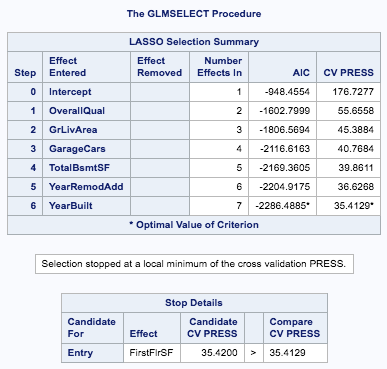 The GLMSELECT Procedure
LASSO Selection Summary
Step Effect Entered Effect Removed Number Effects In AIC CV PRESS
0 Intercept 1 -948.4554 176.7277
1 OverallQual 2 -1602.7999 55.6558
2 GrLivArea 3 -1806.5694 45.3884
3 GarageCars 4 -2116.6163 40.7684
4 TotalBsmtSF 5 -2169.3605 39.8611
5 YearRemodAdd 6 -2204.9175 36.6268
6 YearBuilt 7 -2286.4885* 35.4129*
* Optimal Value of Criterion
Selection stopped at a local minimum of the cross validation PRESS.
Stop Details
Candidate For Effect Candidate CV PRESS Compare CV PRESS
Entry FirstFlrSF 35.4200 > 35.4129